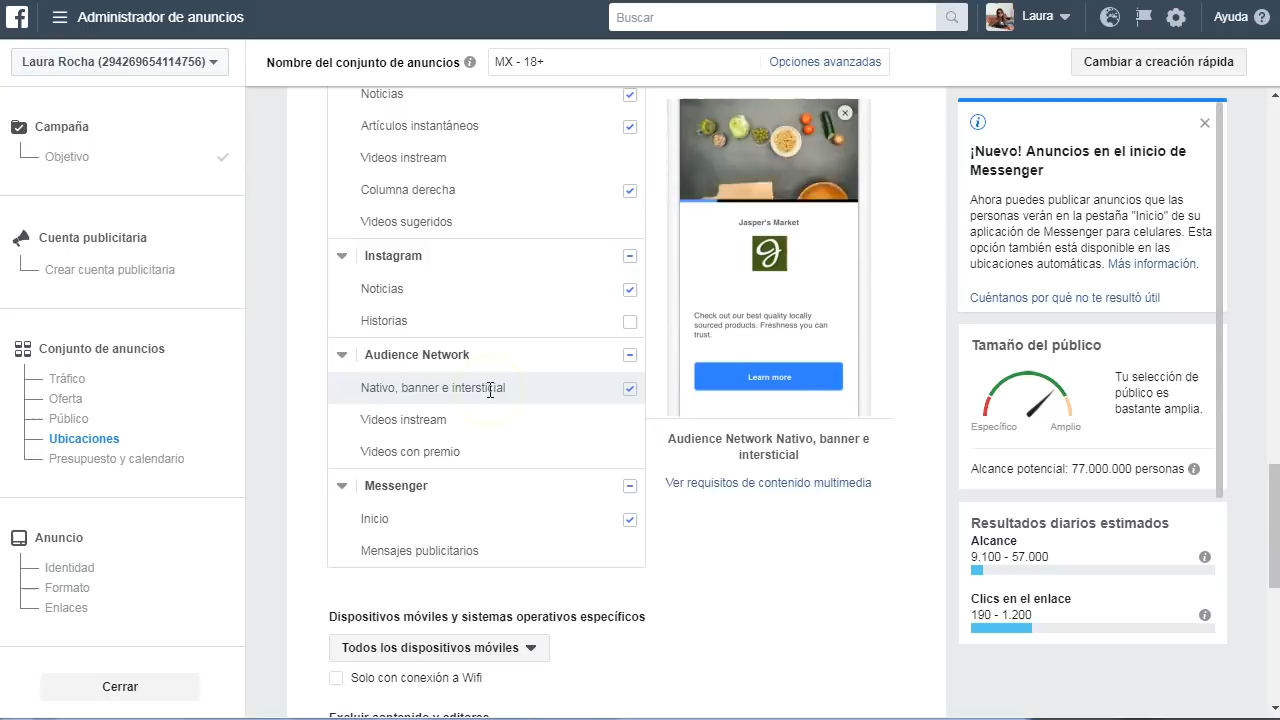 Administrador de anuncios
Buscar
Laura
Ayuda
Laura Rocha (294269654114756)
Nombre del conjunto de anuncios
MX - 18+
Opciones avanzadas
Cambiar a creación rápida
Campaña
Objetivo
Cuenta publicitaria
Crear cuenta publicitaria
Conjunto de anuncios
Tráfico
Oferta
Público
Ubicaciones
Presupuesto y calendario
Anuncio
Identidad
Formato
Enlaces
Cerrar
Noticias
Artículos instantáneos
Videos instream
Columna derecha
Videos sugeridos
Instagram
Noticias
Historias
Audience Network
Nativo, banner e intersticial
Videos instream
Videos con premio
Messenger
Inicio
Mensajes publicitarios
Dispositivos móviles y sistemas operativos específicos
Todos los dispositivos móviles
Solo con conexión a Wifi
Excluir contenido y editores
Jasper's Market
Check out our best quality locally
sourced products. Freshness you can
trust.
Learn more
Audience Network Nativo, banner e
intersticial
Ver requisitos de contenido multimedia
¡Nuevo! Anuncios en el inicio de
Messenger
Ahora puedes publicar anuncios que las
personas verán en la pestaña "Inicio" de su
aplicación de Messenger para celulares. Esta
opción también está disponible en las
ubicaciones automáticas. Más información.
Cuéntanos por qué no te resultó útil
Tamaño del público
Específico
Amplio
Tu selección de
público es
bastante amplia.
Alcance potencial: 77.000.000 personas
Resultados diarios estimados
Alcance
9.100 - 57.000
Clics en el enlace
190 - 1.200